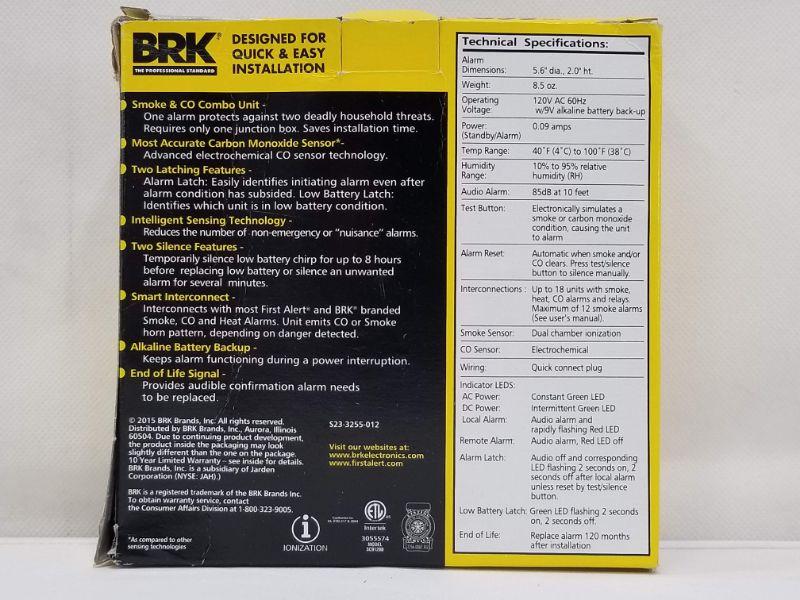 BRK®
THE PROFESSIONAL STANDARD
DESIGNED FOR
QUICK & EASY
INSTALLATION
Smoke & CO Combo Unit -
One alarm protects against two deadly household threats.
Requires only one junction box. Saves installation time.
Most Accurate Carbon Monoxide Sensor*-
Advanced electrochemical CO sensor technology.
Two Latching Features -
Alarm Latch: Easily identifies initiating alarm even after
alarm condition has subsided. Low Battery Latch:
Identifies which unit is in low battery condition.
Intelligent Sensing Technology -
Reduces the number of non-emergency or "nuisance" alarms.
Two Silence Features -
Temporarily silence low battery chirp for up to 8 hours
before replacing low battery or silence an unwanted
alarm for several minutes.
Smart Interconnect -
Interconnects with most First Alert® and BRK® branded
Smoke, CO and Heat Alarms. Unit emits CO or Smoke
horn pattern, depending on danger detected.
Alkaline Battery Backup -
Keeps alarm functioning during a power interruption.
End of Life Signal -
Provides audible confirmation alarm needs
to be replaced.
© 2015 BRK Brands, Inc. All rights reserved.
Distributed by BRK Brands, Inc., Aurora, Illinois
60504. Due to continuing product development,
the product inside the packaging may look
slightly different than the one on the package.
10 Year Limited Warranty – see inside for details.
BRK Brands, Inc. is a subsidiary of Jarden
Corporation (NYSE: JAH).)
BRK is a registered trademark of the BRK Brands Inc.
To obtain warranty service, contact
the Consumer Affairs Division at 1-800-323-9005.
*As compared to other
sensing technologies
S23-3255-012
Visit our websites at:
www.brkelectronics.com
www.firstalert.com
i
IONIZATION
ETL
Intertek
3055574
MODEL
Technical Specifications:
Alarm
Dimensions: 5.6" dia., 2.0" ht.
Weight: 8.5 oz.
Operating 120V AC 60Hz
Voltage: w/9V alkaline battery back-up
Power: 0.09 amps
(Standby/Alarm)
Temp Range: 40˚F (4˚C) to 100˚F (38˚C)
Humidity 10% to 95% relative
Range: humidity (RH)
Audio Alarm: 85dB at 10 feet
Test Button: Electronically simulates a
smoke or carbon monoxide
condition, causing the unit
to alarm
Alarm Reset: Automatic when smoke and/or
CO clears. Press test/silence
button to silence manually.
Interconnections : Up to 18 units with smoke,
heat, CO alarms and relays.
Maximum of 12 smoke alarms
(See user's manual).
Smoke Sensor: Dual chamber ionization
CO Sensor: Electrochemical
Wiring: Quick connect plug
Indicator LEDS:
AC Power: Constant Green LED
DC Power: Intermittent Green LED
Local Alarm: Audio alarm and
rapidly flashing Red LED
Remote Alarm: Audio alarm, Red LED off
Alarm Latch: Audio off and corresponding
LED flashing 2 seconds on, 2
seconds off after local alarm
unless reset by test/silence
button.
Low Battery Latch: Green LED flashing 2 seconds
on, 2 seconds off.
End of Life: Replace alarm 120 months
after installation